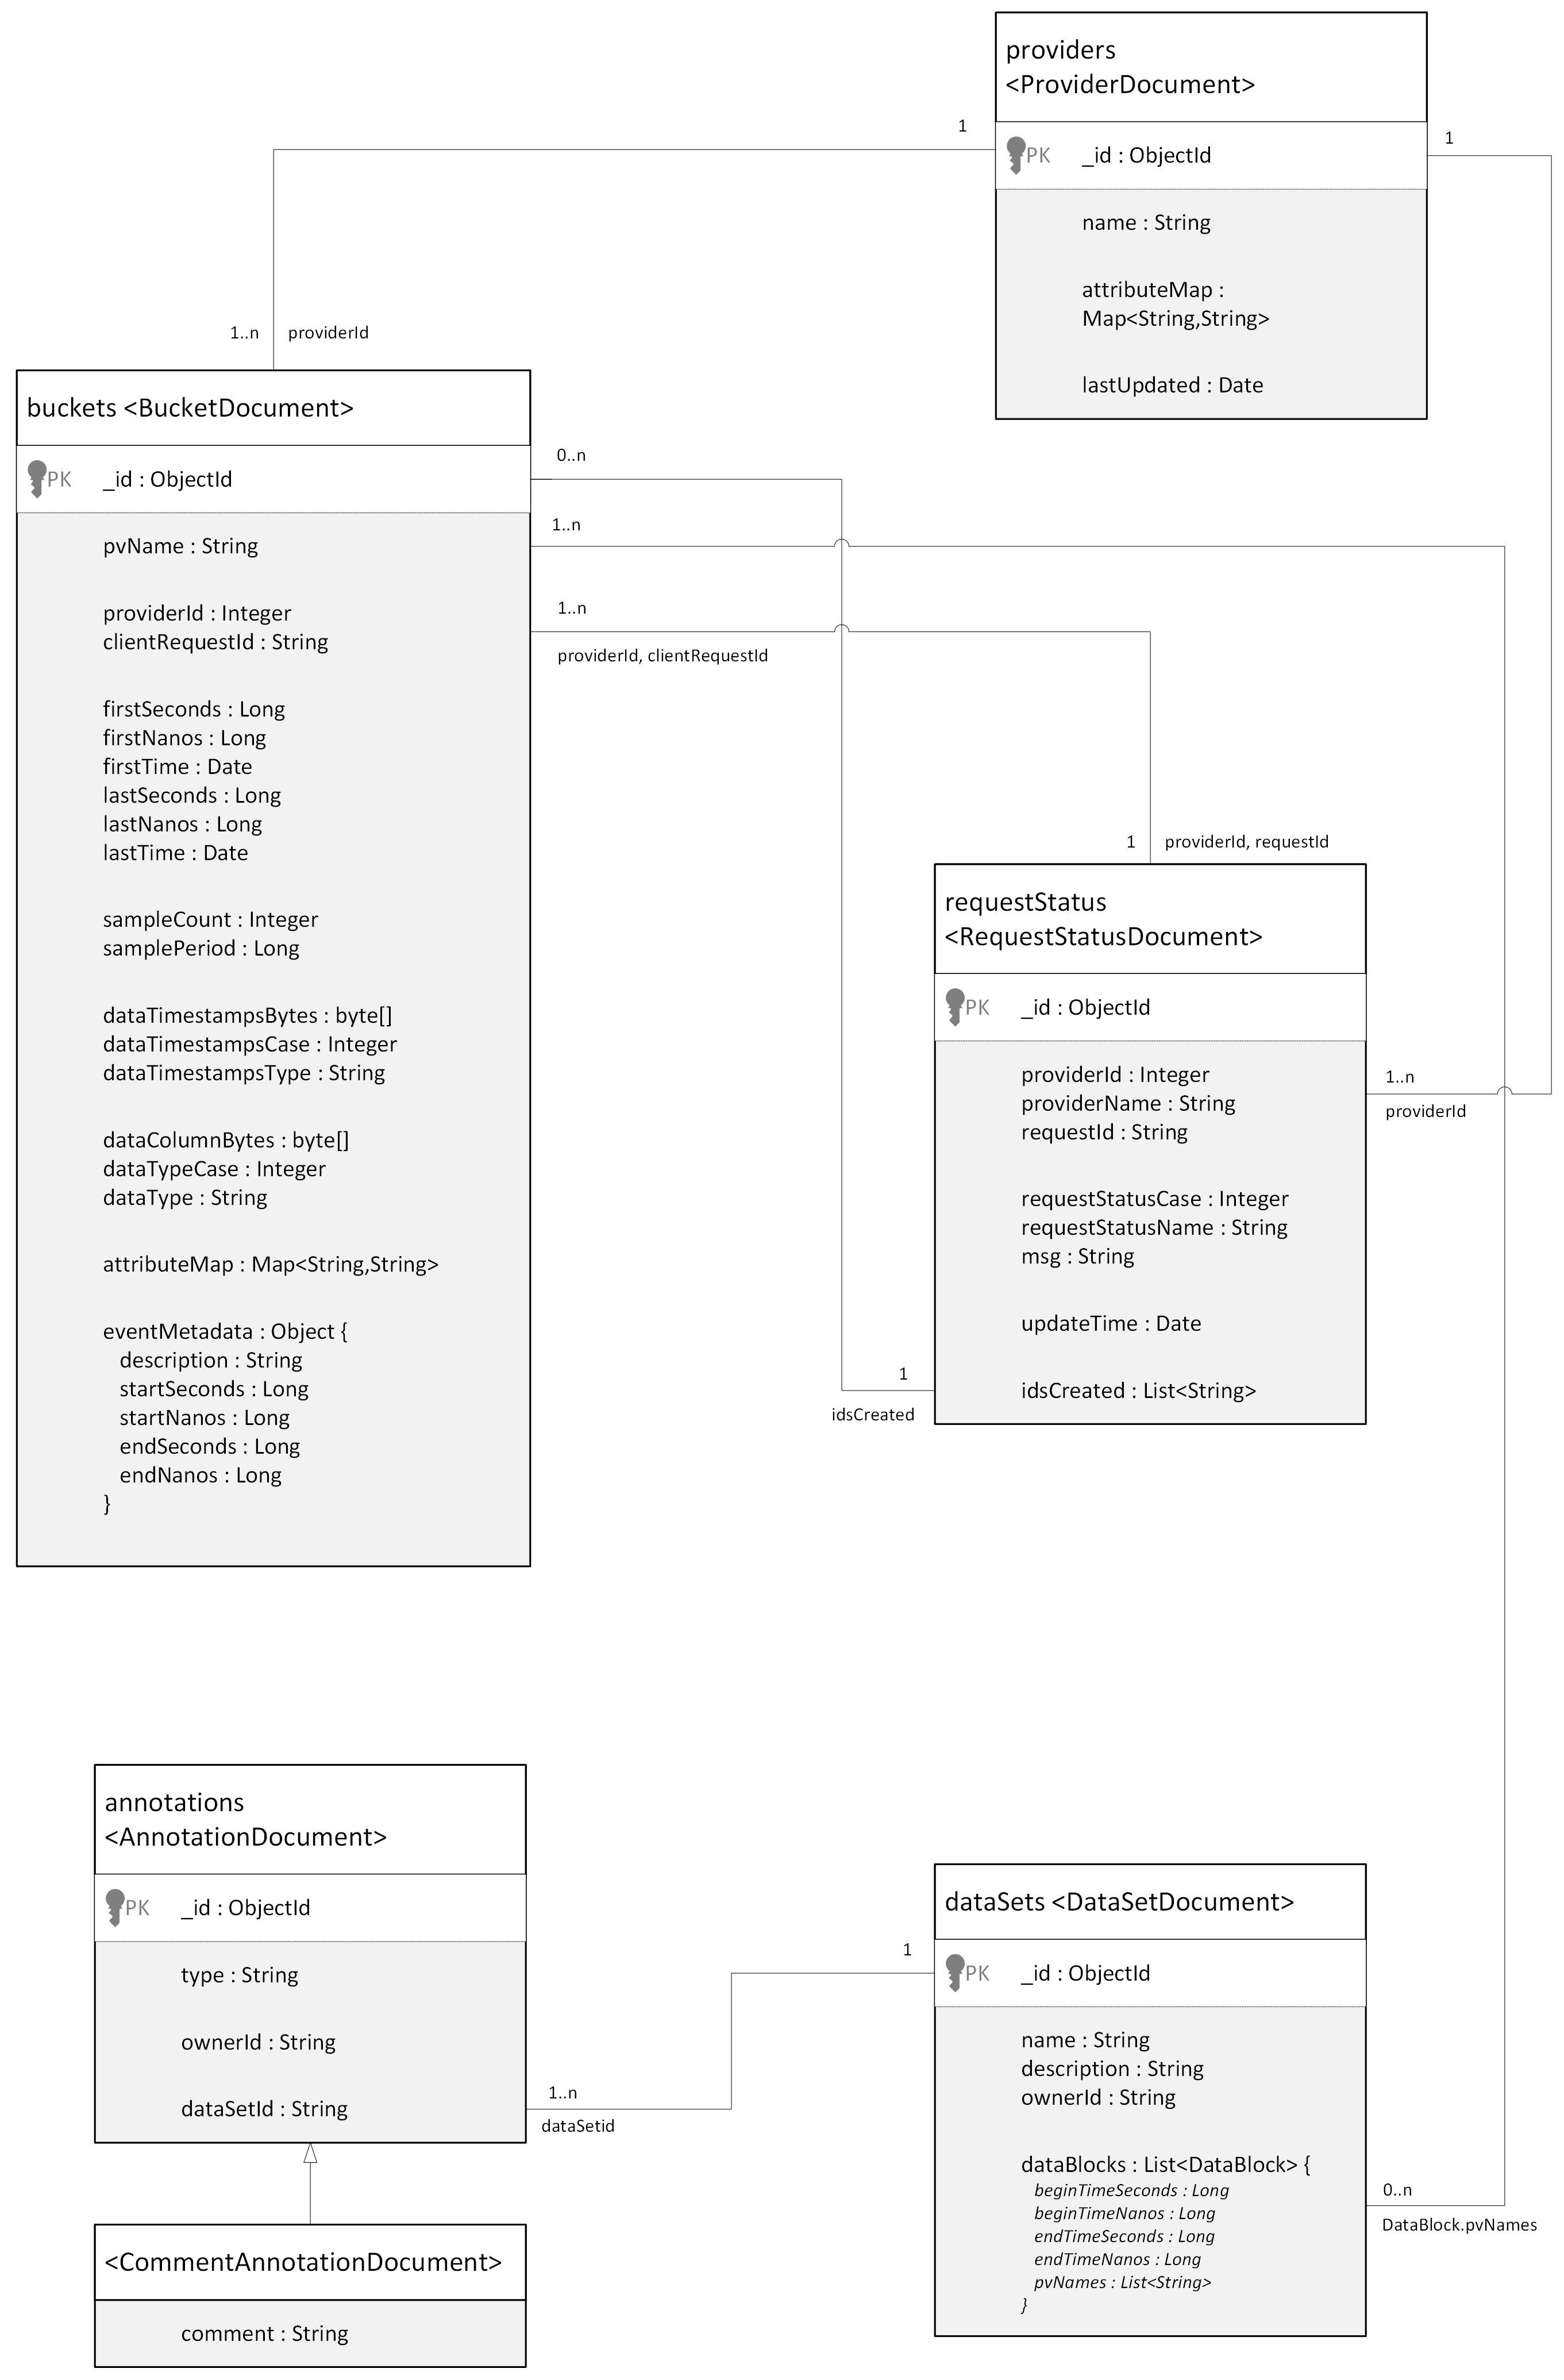 providers
<ProviderDocument>
1
PK _id : ObjectId
1
name : String
attributeMap :
Map<String,String>
lastUpdated : Date
1..n providerId
buckets <BucketDocument>
PK _id : ObjectId
0..n
1..n
pvName : String
providerId : Integer
clientRequestId : String
1..n
providerId, clientRequestId
firstSeconds : Long
firstNanos : Long
firstTime : Date
lastSeconds : Long
lastNanos : Long
lastTime : Date
sampleCount : Integer
samplePeriod : Long
dataTimestampsBytes : byte[]
dataTimestampsCase : Integer
dataTimestampsType : String
dataColumnBytes : byte[]
dataTypeCase : Integer
dataType : String
attributeMap : Map<String,String>
eventMetadata : Object {
description : String
startSeconds : Long
startNanos : Long
endSeconds : Long
endNanos : Long
}
1 providerId, requestId
requestStatus
<RequestStatusDocument>
PK _id : ObjectId
providerId : Integer
providerName : String
requestId : String
1..n
providerId
requestStatusCase : Integer
requestStatusName : String
msg : String
updateTime : Date
idsCreated : List<String>
1
idsCreated
annotations
<AnnotationDocument>
PK _id : ObjectId
type : String
ownerId : String
dataSetId : String
1..n
dataSetid
1
<CommentAnnotationDocument>
comment : String
dataSets <DataSetDocument>
PK _id : ObjectId
name : String
description : String
ownerId : String
dataBlocks : List<DataBlock> {
beginTimeSeconds : Long
beginTimeNanos : Long
endTimeSeconds : Long
endTimeNanos : Long
pvNames : List<String>
}
0..n
DataBlock.pvNames